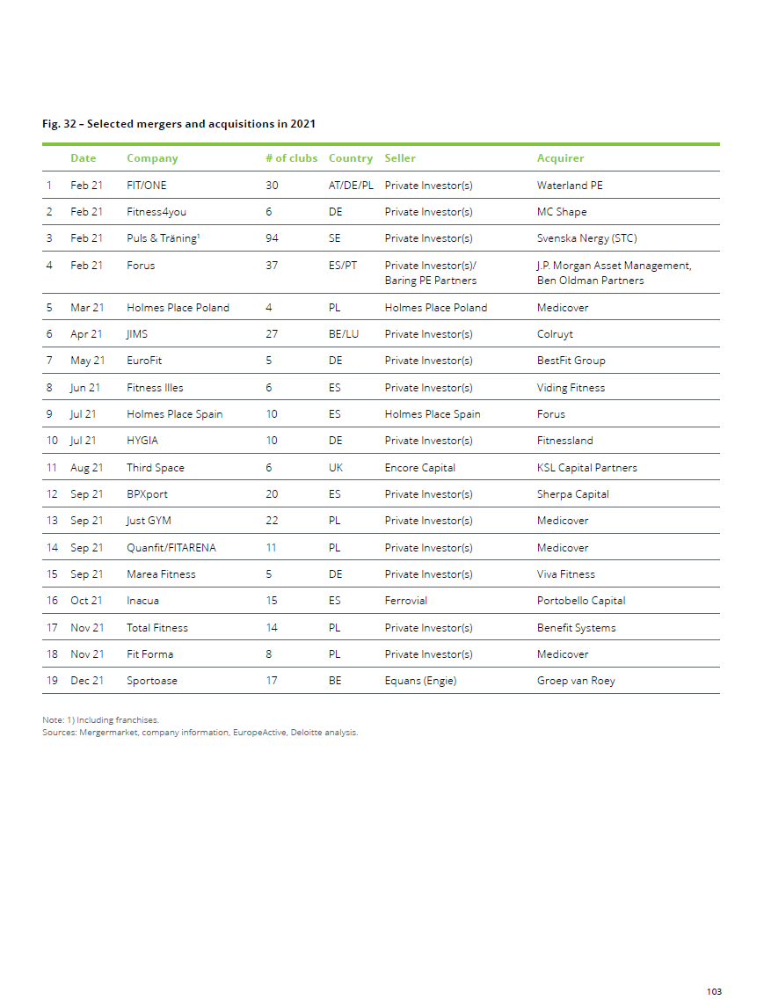 Fig. 32 – Selected mergers and acquisitions in 2021
Date Company # of clubs Country Seller Acquirer
1 Feb 21 FIT/ONE 30 AT/DE/PL Private Investor(s) Waterland PE
2 Feb 21 Fitness4you 6 DE Private Investor(s) MC Shape
3 Feb 21 Puls & Träning¹ 94 SE Private Investor(s) Svenska Nergy (STC)
4 Feb 21 Forus 37 ES/PT Private Investor(s)/ J.P. Morgan Asset Management,
Baring PE Partners Ben Oldman Partners
5 Mar 21 Holmes Place Poland 4 PL Holmes Place Poland Medicover
6 Apr 21 JIMS 27 BE/LU Private Investor(s) Colruyt
7 May 21 EuroFit 5 DE Private Investor(s) BestFit Group
8 Jun 21 Fitness Illes 6 ES Private Investor(s) Viding Fitness
9 Jul 21 Holmes Place Spain 10 ES Holmes Place Spain Forus
10 Jul 21 HYGIA 10 DE Private Investor(s) Fitnessland
11 Aug 21 Third Space 6 UK Encore Capital KSL Capital Partners
12 Sep 21 BPXport 20 ES Private Investor(s) Sherpa Capital
13 Sep 21 Just GYM 22 PL Private Investor(s) Medicover
14 Sep 21 Quanfit/FITARENA 11 PL Private Investor(s) Medicover
15 Sep 21 Marea Fitness 5 DE Private Investor(s) Viva Fitness
16 Oct 21 Inacua 15 ES Ferrovial Portobello Capital
17 Nov 21 Total Fitness 14 PL Private Investor(s) Benefit Systems
18 Nov 21 Fit Forma 8 PL Private Investor(s) Medicover
19 Dec 21 Sportoase 17 BE Equans (Engie) Groep van Roey
Note: 1) Including franchises.
Sources: Mergermarket, company information, EuropeActive, Deloitte analysis.
103